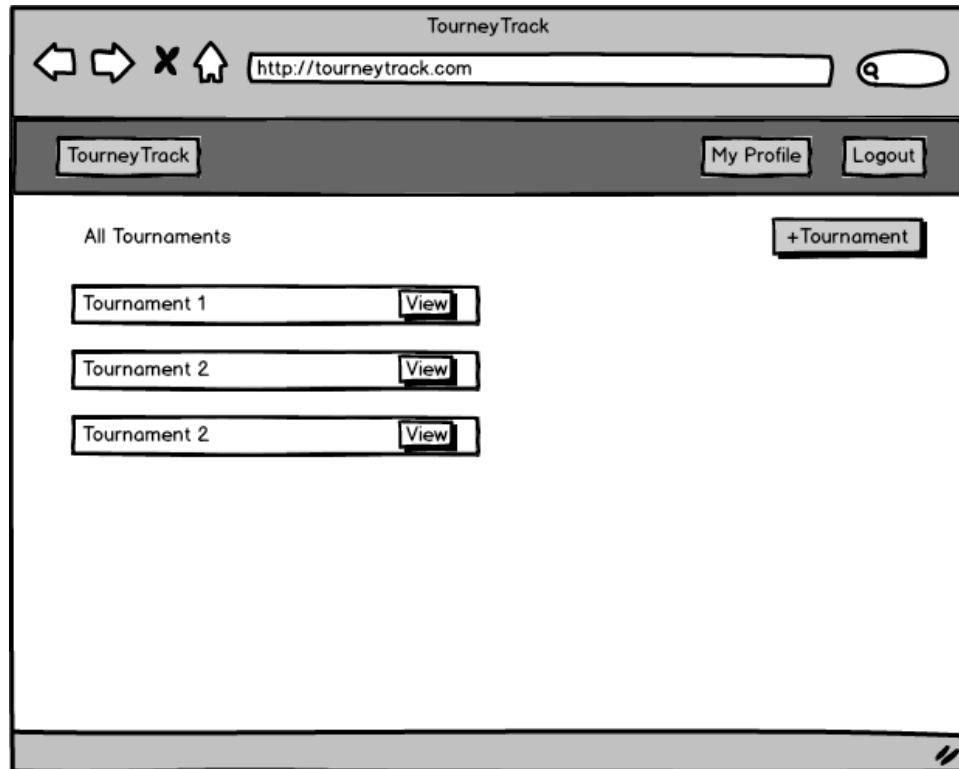 TourneyTrack
http://tourneytrack.com
TourneyTrack My Profile Logout
All Tournaments +Tournament
Tournament 1 View
Tournament 2 View
Tournament 2 View